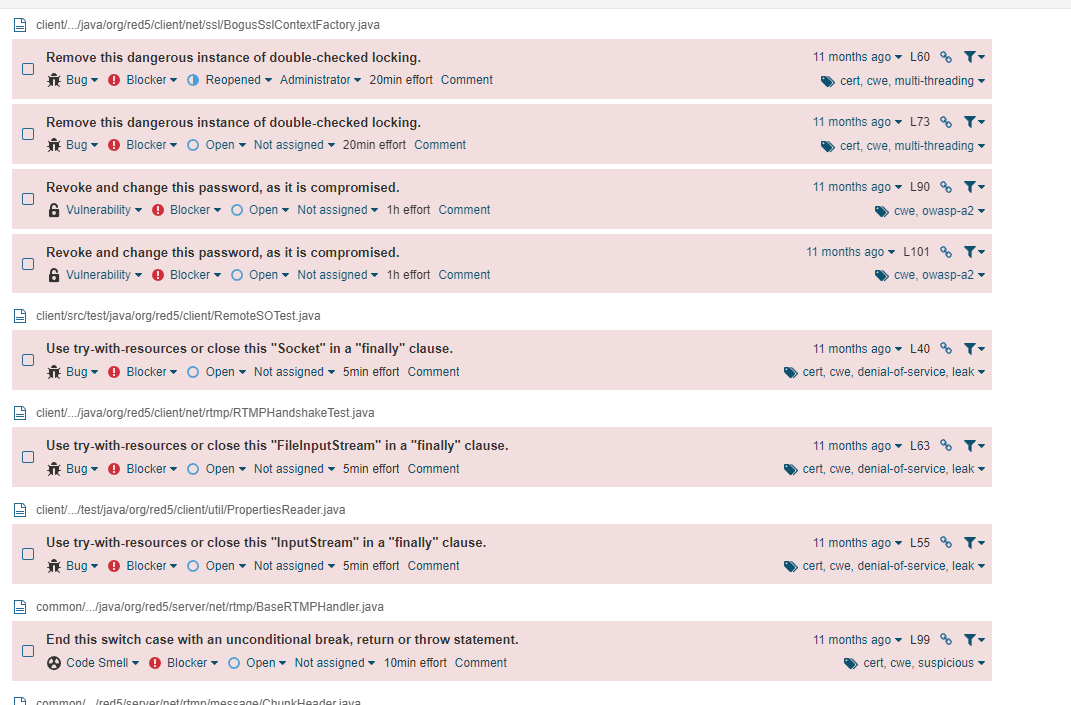 client/.../java/org/red5/client/net/ssl/BogusSslContextFactory.java
Remove this dangerous instance of double-checked locking. 11 months ago L60
Bug Blocker Reopened Administrator 20min effort Comment cert, cwe, multi-threading
Remove this dangerous instance of double-checked locking. 11 months ago L73
Bug Blocker Open Not assigned 20min effort Comment cert, cwe, multi-threading
Revoke and change this password, as it is compromised. 11 months ago L90
Vulnerability Blocker Open Not assigned 1h effort Comment cwe, owasp-a2
Revoke and change this password, as it is compromised. 11 months ago L101
Vulnerability Blocker Open Not assigned 1h effort Comment cwe, owasp-a2
client/src/test/java/org/red5/client/RemoteSOTest.java
Use try-with-resources or close this "Socket" in a "finally" clause. 11 months ago L40
Bug Blocker Open Not assigned 5min effort Comment cert, cwe, denial-of-service, leak
client/.../java/org/red5/client/net/rtmp/RTMPHandshakeTest.java
Use try-with-resources or close this "FileInputStream" in a "finally" clause. 11 months ago L63
Bug Blocker Open Not assigned 5min effort Comment cert, cwe, denial-of-service, leak
client/.../test/java/org/red5/client/util/PropertiesReader.java
Use try-with-resources or close this "InputStream" in a "finally" clause. 11 months ago L55
Bug Blocker Open Not assigned 5min effort Comment cert, cwe, denial-of-service, leak
common/.../java/org/red5/server/net/rtmp/BaseRTMPHandler.java
End this switch case with an unconditional break, return or throw statement. 11 months ago L99
Code Smell Blocker Open Not assigned 10min effort Comment cert, cwe, suspicious
common/.../red5/server/net/rtmp/message/ChunkHeader.java